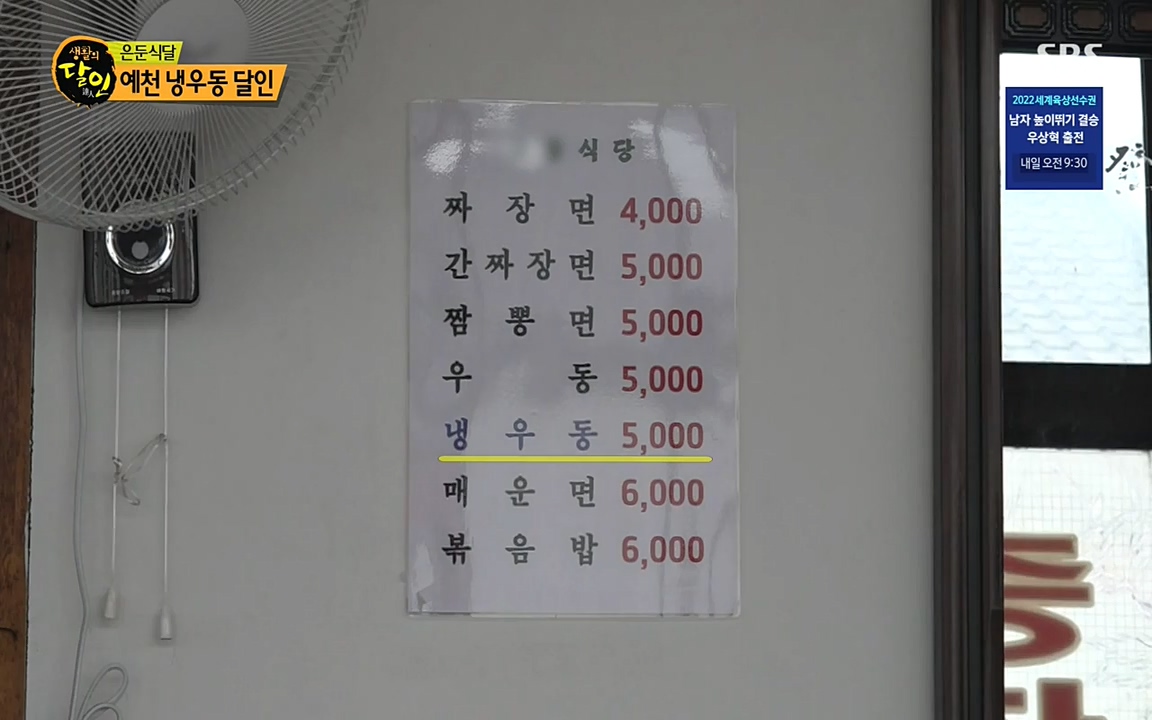 생활의
달인
은둔식달
예천 냉우동 달인
SBS
2022세계육상선수권
남자 높이뛰기 결승
우상혁 출전
내일 오전 9:30
식당
짜장면 4,000
간짜장면 5,000
짬뽕면 5,000
우동 5,000
냉우동 5,000
매운면 6,000
볶음밥 6,000